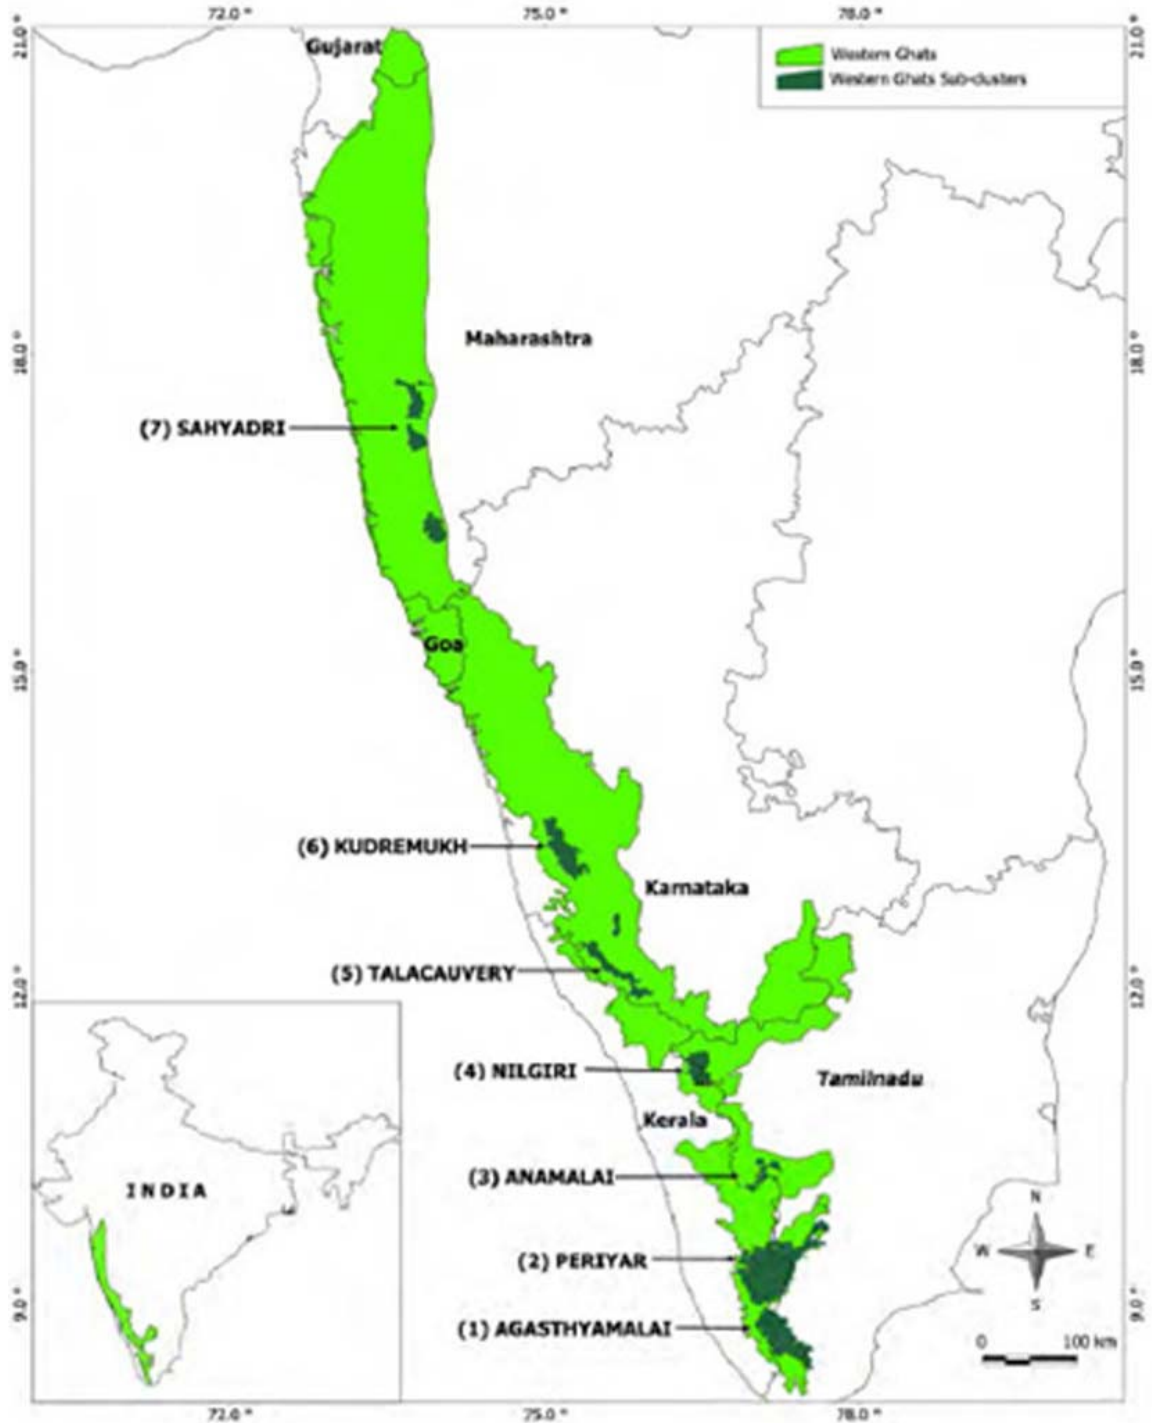 72.0 ° 75.0 ° 78.0 °
21.0 ° 21.0 °
Gujarat
Western Ghats
Western Ghats Sub-clusters
18.0 ° 18.0 °
Maharashtra
(7) SAHYADRI
15.0 ° 15.0 °
Goa
(6) KUDREMUKH
Karnataka
(5) TALACAUVERY
12.0 ° 12.0 °
(4) NILGIRI
Tamilnadu
Kerala
(3) ANAMALAI
INDIA
N
W E
S
(2) PERIYAR
9.0 ° 9.0 °
(1) AGASTHYAMALAI
0 100 km
72.0 ° 75.0 ° 78.0 °